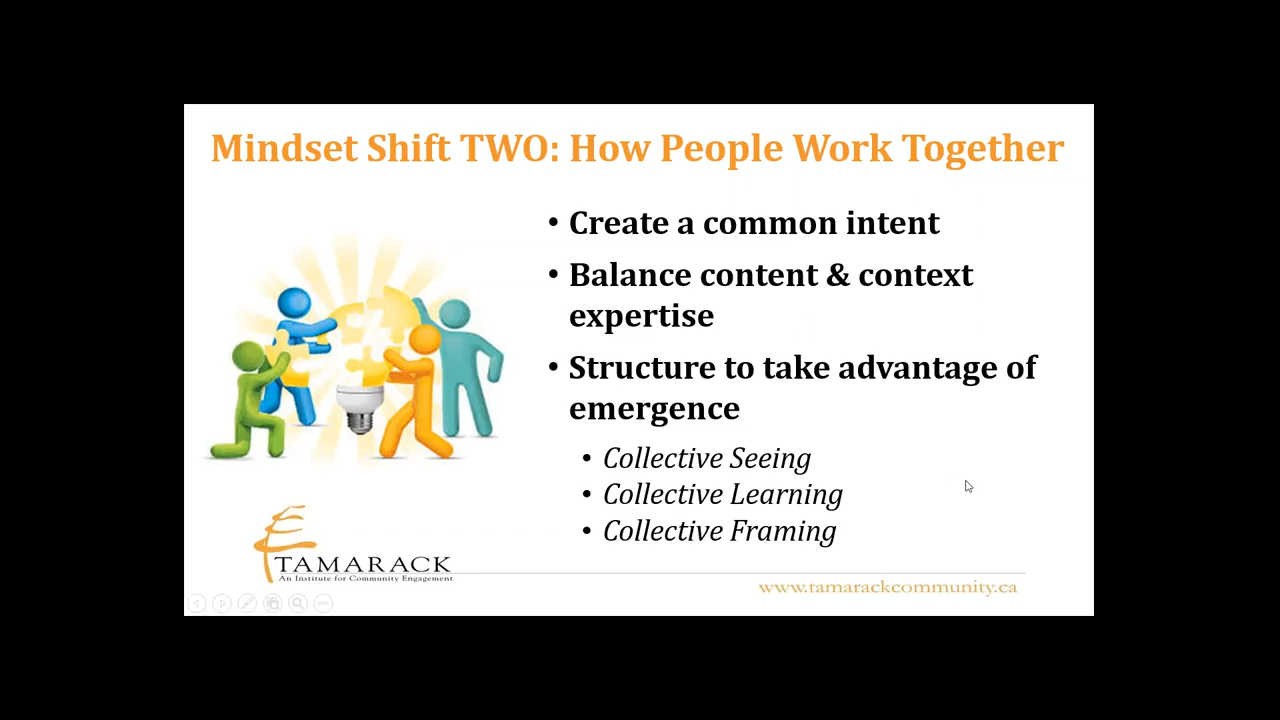 Mindset Shift TWO: How People Work Together
• Create a common intent
• Balance content & context
expertise
• Structure to take advantage of
emergence
• Collective Seeing
• Collective Learning
• Collective Framing
TAMARACK
An Institute for Community Engagement
www.tamarackcommunity.ca